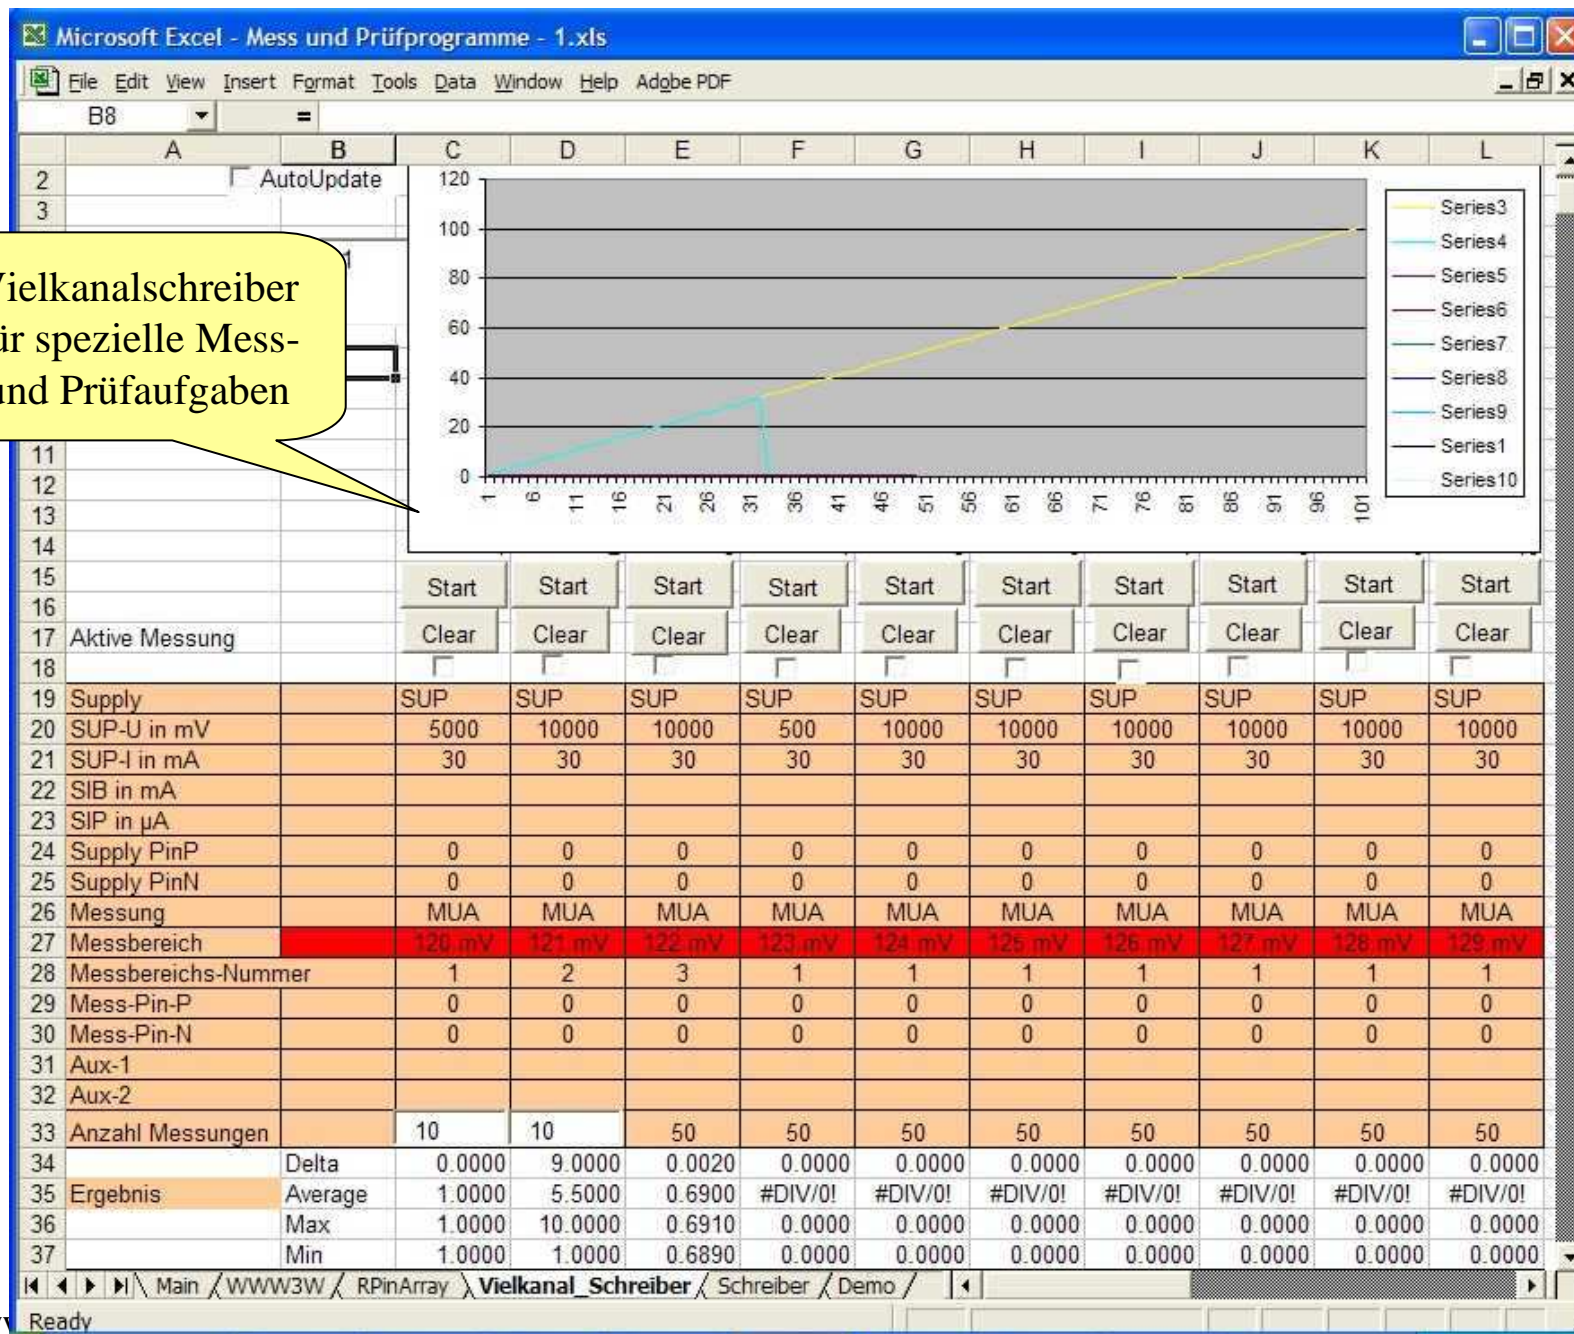 Microsoft Excel - Mess und Prüfprogramme - 1.xls
File Edit View Insert Format Tools Data Window Help Adobe PDF
B8 =
A B C D E F G H I J K L
2 AutoUpdate
3
Vielkanalschreiber
für spezielle Mess-
und Prüfaufgaben
120
100
80
60
40
20
0
1 6 11 16 21 26 31 36 41 46 51 56 61 66 71 76 81 86 91 96 101
Series3
Series4
Series5
Series6
Series7
Series8
Series9
Series1
Series10
11
12
13
14
15
16
Start Start Start Start Start Start Start Start Start Start
17 Aktive Messung Clear Clear Clear Clear Clear Clear Clear Clear Clear Clear
18
19 Supply SUP SUP SUP SUP SUP SUP SUP SUP SUP SUP
20 SUP-U in mV 5000 10000 10000 500 10000 10000 10000 10000 10000 10000
21 SUP-I in mA 30 30 30 30 30 30 30 30 30 30
22 SIB in mA
23 SIP in µA
24 Supply PinP 0 0 0 0 0 0 0 0 0 0
25 Supply PinN 0 0 0 0 0 0 0 0 0 0
26 Messung MUA MUA MUA MUA MUA MUA MUA MUA MUA MUA
27 Messbereich 120 mV 121 mV 122 mV 123 mV 124 mV 125 mV 126 mV 127 mV 128 mV 129 mV
28 Messbereichs-Nummer 1 2 3 1 1 1 1 1 1 1
29 Mess-Pin-P 0 0 0 0 0 0 0 0 0 0
30 Mess-Pin-N 0 0 0 0 0 0 0 0 0 0
31 Aux-1
32 Aux-2
33 Anzahl Messungen 10 10 50 50 50 50 50 50 50 50
34 Delta 0.0000 9.0000 0.0020 0.0000 0.0000 0.0000 0.0000 0.0000 0.0000 0.0000
35 Ergebnis Average 1.0000 5.5000 0.6900 #DIV/0! #DIV/0! #DIV/0! #DIV/0! #DIV/0! #DIV/0! #DIV/0!
36 Max 1.0000 10.0000 0.6910 0.0000 0.0000 0.0000 0.0000 0.0000 0.0000 0.0000
37 Min 1.0000 1.0000 0.6890 0.0000 0.0000 0.0000 0.0000 0.0000 0.0000 0.0000
Main WWW3W RPinArray Vielkanal_Schreiber Schreiber Demo
Ready